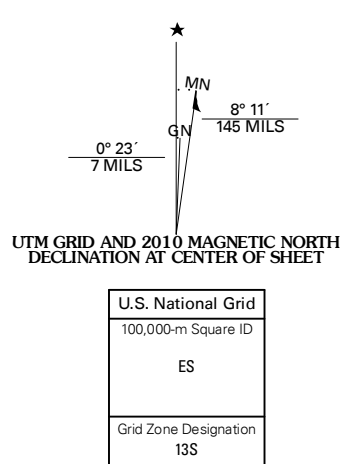 ★
MN
8° 11´
145 MILS
GN
0° 23´
7 MILS
UTM GRID AND 2010 MAGNETIC NORTH
DECLINATION AT CENTER OF SHEET
U.S. National Grid
100,000-m Square ID
ES
Grid Zone Designation
13S